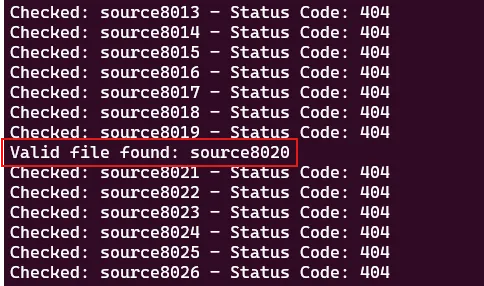 Checked: source8013 - Status Code: 404
Checked: source8014 - Status Code: 404
Checked: source8015 - Status Code: 404
Checked: source8016 - Status Code: 404
Checked: source8017 - Status Code: 404
Checked: source8018 - Status Code: 404
Checked: source8019 - Status Code: 404
Valid file found: source8020
Checked: source8021 - Status Code: 404
Checked: source8022 - Status Code: 404
Checked: source8023 - Status Code: 404
Checked: source8024 - Status Code: 404
Checked: source8025 - Status Code: 404
Checked: source8026 - Status Code: 404